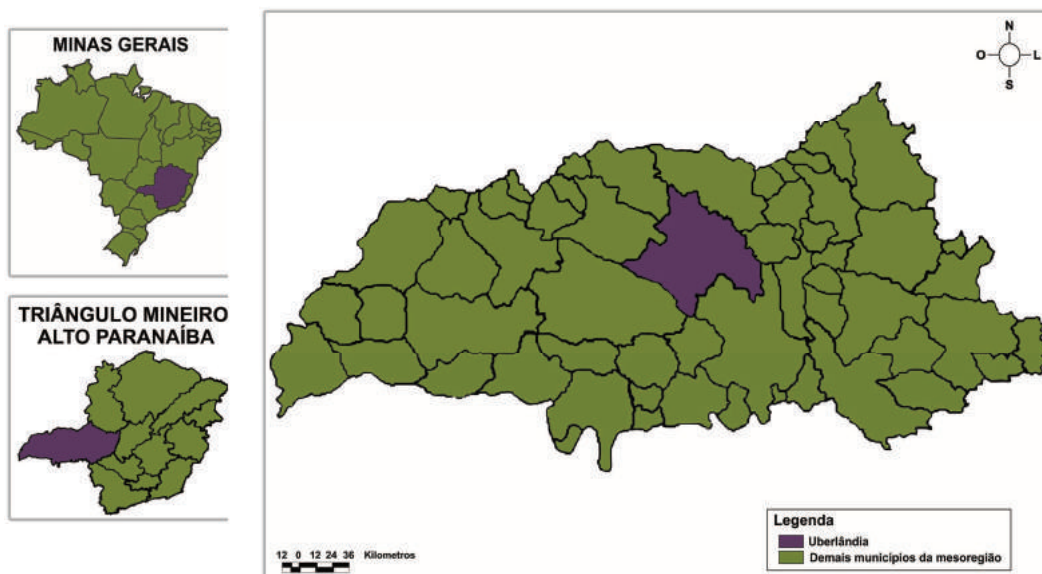 MINAS GERAIS
TRIÂNGULO MINEIRO
ALTO PARANAÍBA
N
O
L
S
Legenda
Uberlândia
Demais municípios da mesoregião
12 0 12 24 36 Kilometros